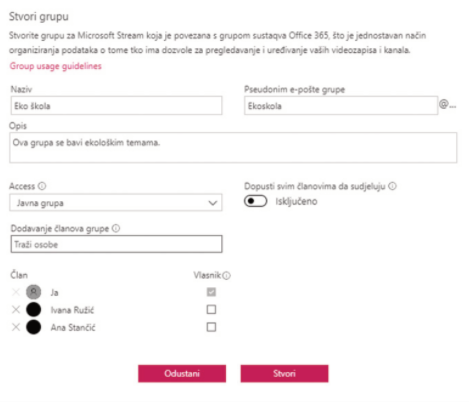 Stvori grupu
Stvorite grupu za Microsoft Stream koja je povezana s grupom sustaqva Office 365, što je jednostavan način
organiziranja podataka o tome tko ima dozvole za pregledavanje i uređivanje vaših videozapisa i kanala.
Group usage guidelines
Naziv
Pseudonim e-pošte grupe
Eko škola
Ekoskola
@...
Opis
Ova grupa se bavi ekološkim temama.
Access
Dopusti svim članovima da sudjeluju
Javna grupa
Isključeno
Dodavanje članova grupe
Traži osobe
Član
Vlasnik
Ja
Ivana Ružić
Ana Stančić
Odustani
Stvori